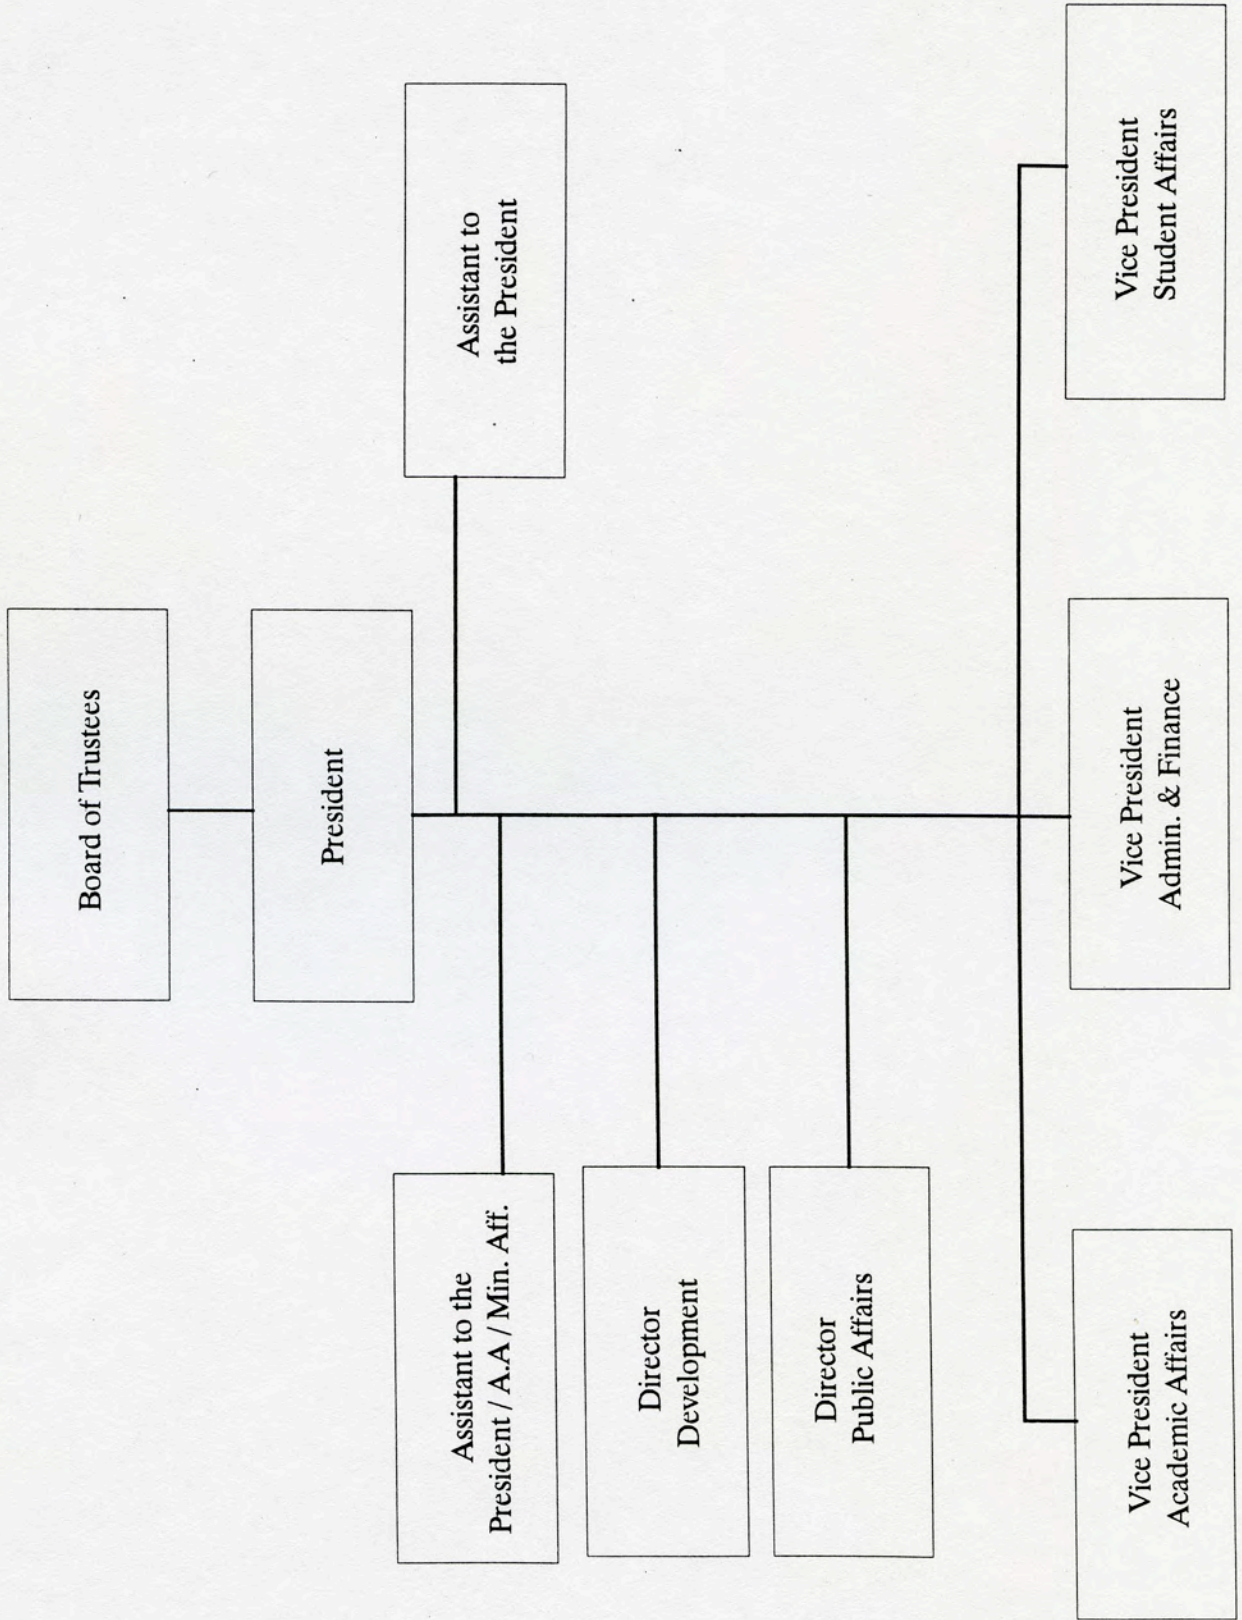 Board of Trustees
President
Assistant to
the President
Assistant to the
President / A.A / Min. Aff.
Director
Development
Director
Public Affairs
Vice President
Academic Affairs
Vice President
Admin. & Finance
Vice President
Student Affairs